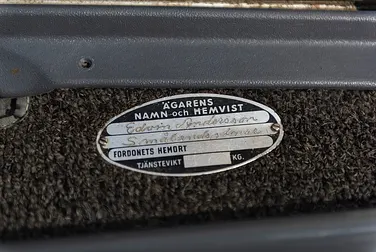 ÄGARENS
NAMN och HEMVIST
Edvin Andersson
FORDONETS HEMORT
TJÄNSTEVIKT KG.